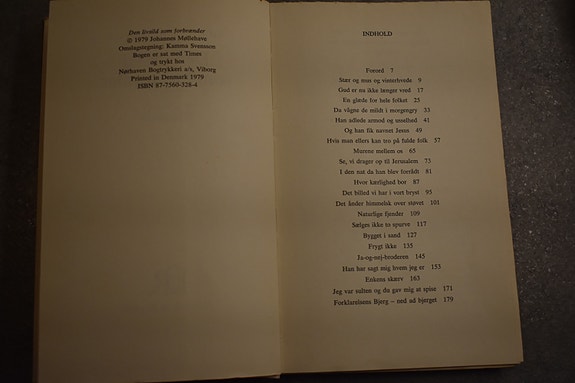 Den livsild som forbrænder
© 1979 Johannes Møllehave
Omslagstegning: Kamma Svensson
Bogen er sat med Times
og trykt hos
Nørhaven Bogtrykkeri a/s, Viborg
Printed in Denmark 1979
ISBN 87-7560-528-4
INDHOLD
Forord 7
Stær og mus og vinterhvede 9
Gud er nu ikke længer vred 17
En glæde for hele folket 25
Da vågne de mildt i morgengry 33
Han adlede armod og usselhed 41
Og han fik navnet Jesus 49
Hvis man ellers kan tro på fulde folk 57
Murene mellem os 65
Se, vi drager op til Jerusalem 73
I den nat da han blev forrådt 81
Hvor kærlighed bor 87
Det billed vi har i vort bryst 95
Det ånder himmelsk over støvet 101
Naturlige fjender 109
Sælges ikke to spurve 117
Bygget i sand 127
Frygt ikke 135
Ja-og-nej-broderen 145
Han har sagt mig hvem jeg er 153
Enkens skærv 163
Jeg var sulten og du gav mig at spise 171
Forklarelsens Bjerg – ned ad bjerget 179